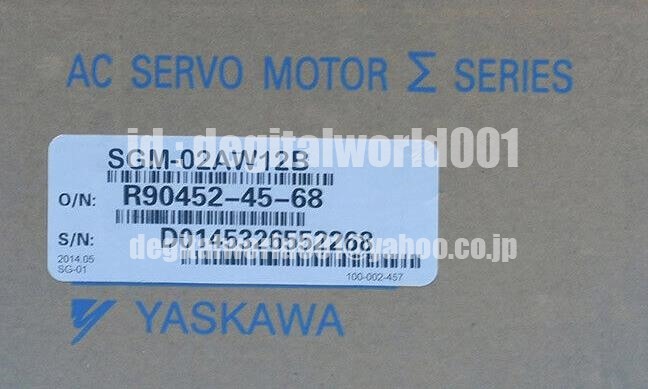 AC SERVO MOTOR Σ SERIES
id : degitalworld001
SGM-02AW12B
O/N: R90452-45-68
S/N: D0145326552268
2014.05
SG-01
100-002-457
YASKAWA